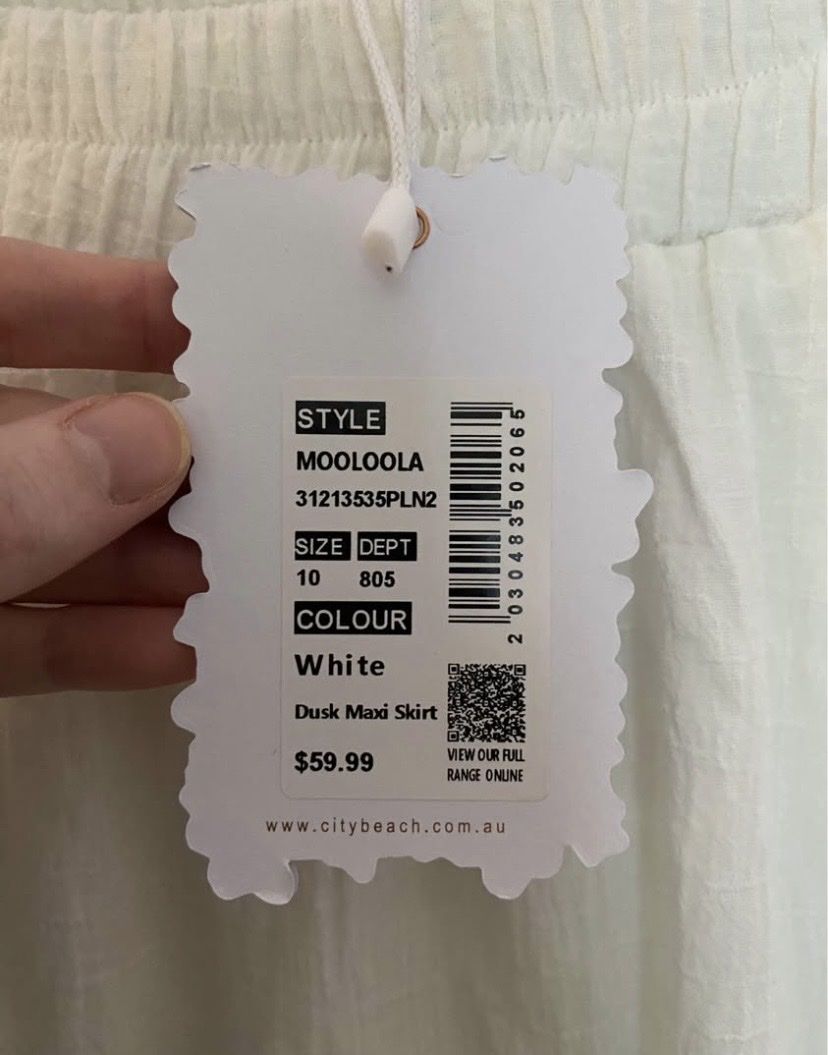 STYLE
MOOLOOLA
31213535PLN2
SIZE DEPT
10 805
COLOUR
White
Dusk Maxi Skirt
$59.99
2030483502065
VIEW OUR FULL
RANGE ONLINE
www.citybeach.com.au